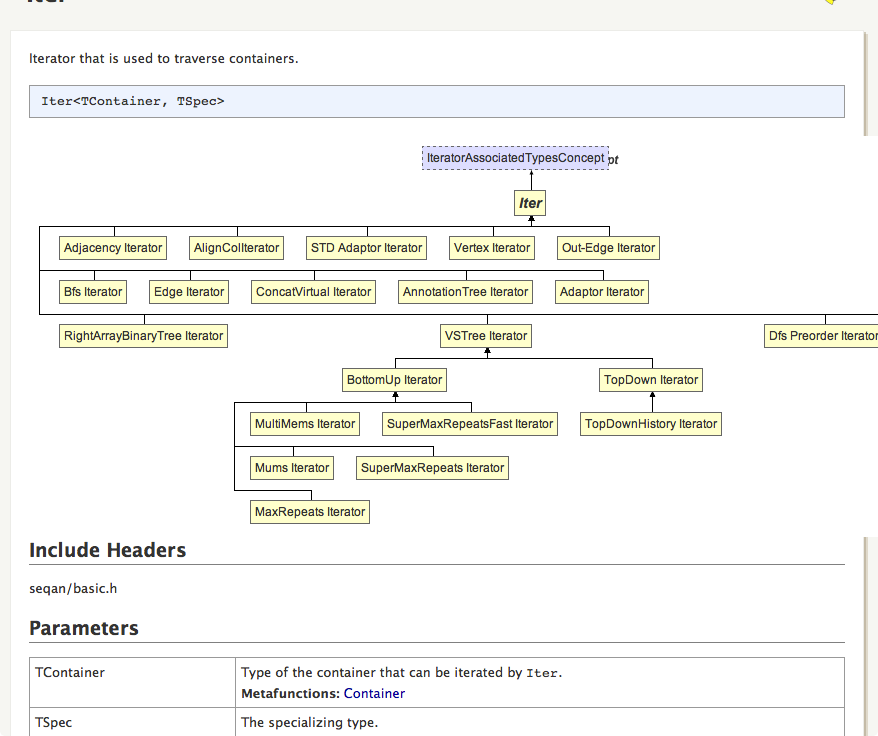 Iter
Iterator that is used to traverse containers.
Iter<TContainer, TSpec>
IteratorAssociatedTypesConcept pt
Iter
Adjacency Iterator AlignColIterator STD Adaptor Iterator Vertex Iterator Out-Edge Iterator
Bfs Iterator Edge Iterator ConcatVirtual Iterator AnnotationTree Iterator Adaptor Iterator
RightArrayBinaryTree Iterator VSTree Iterator Dfs Preorder Iterator
BottomUp Iterator TopDown Iterator
MultiMems Iterator SuperMaxRepeatsFast Iterator TopDownHistory Iterator
Mums Iterator SuperMaxRepeats Iterator
MaxRepeats Iterator
Include Headers
seqan/basic.h
Parameters
TContainer Type of the container that can be iterated by Iter.
Metafunctions: Container
TSpec The specializing type.